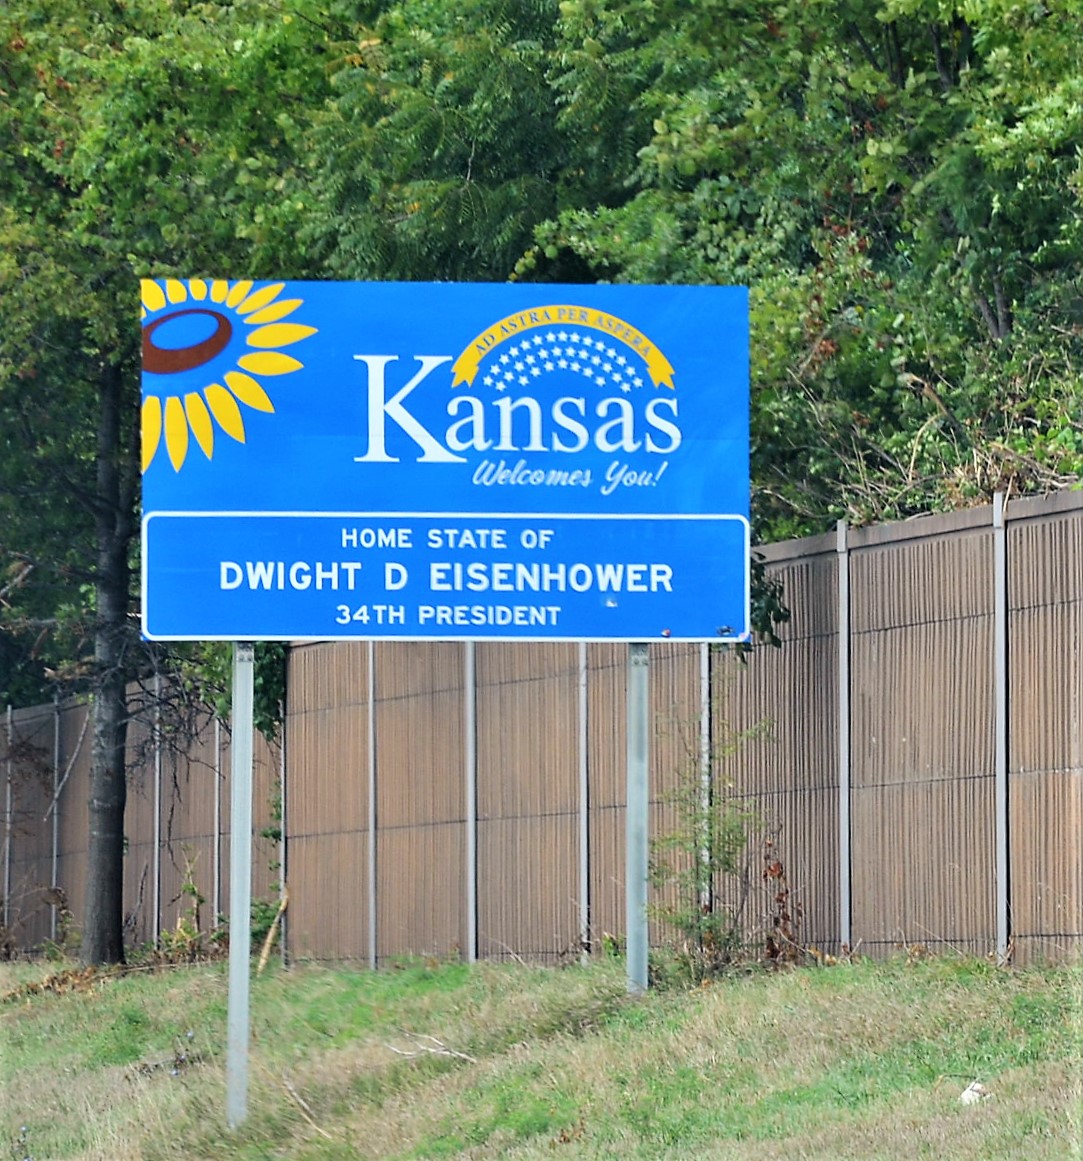 AD ASTRA PER ASPERA
Kansas
Welcomes You!
HOME STATE OF
DWIGHT D EISENHOWER
34TH PRESIDENT